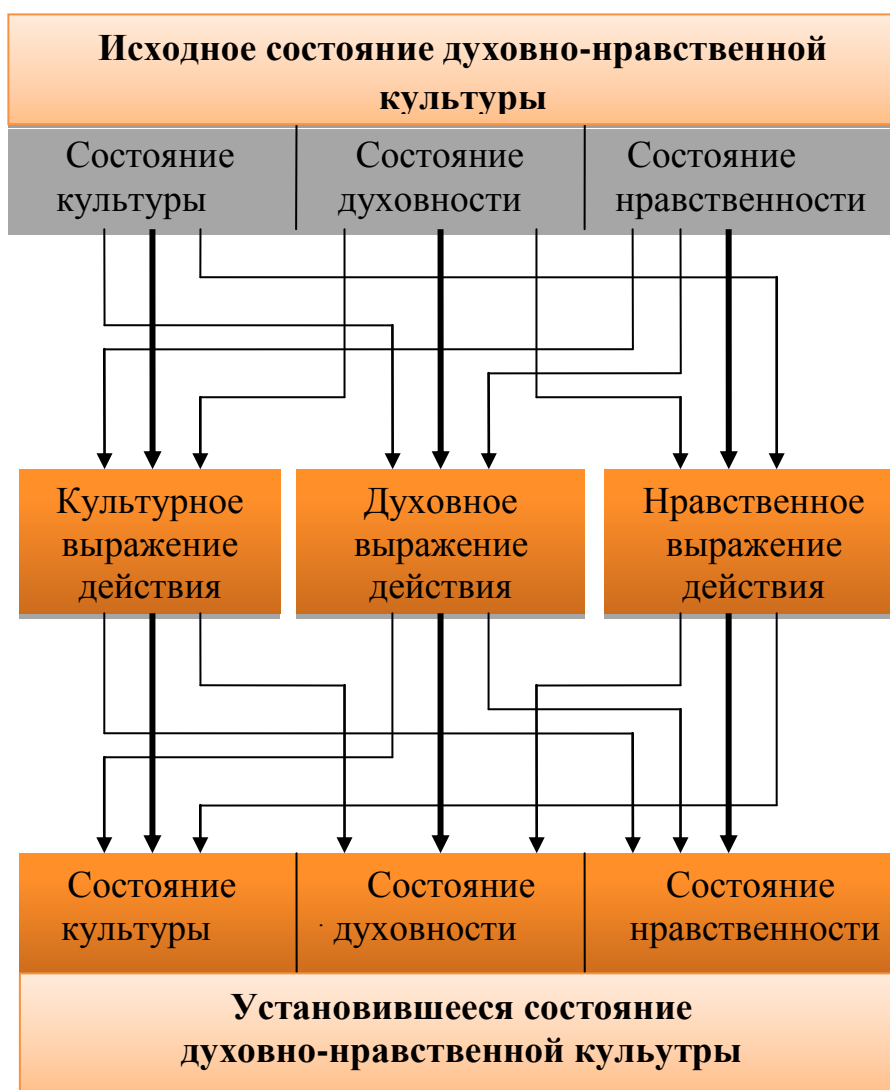 Исходное состояние духовно-нравственной
культуры
Состояние
культуры
Состояние
духовности
Состояние
нравственности
Культурное
выражение
действия
Духовное
выражение
действия
Нравственное
выражение
действия
Состояние
культуры
Состояние
духовности
Состояние
нравственности
Установившееся состояние
духовно-нравственной кульутры